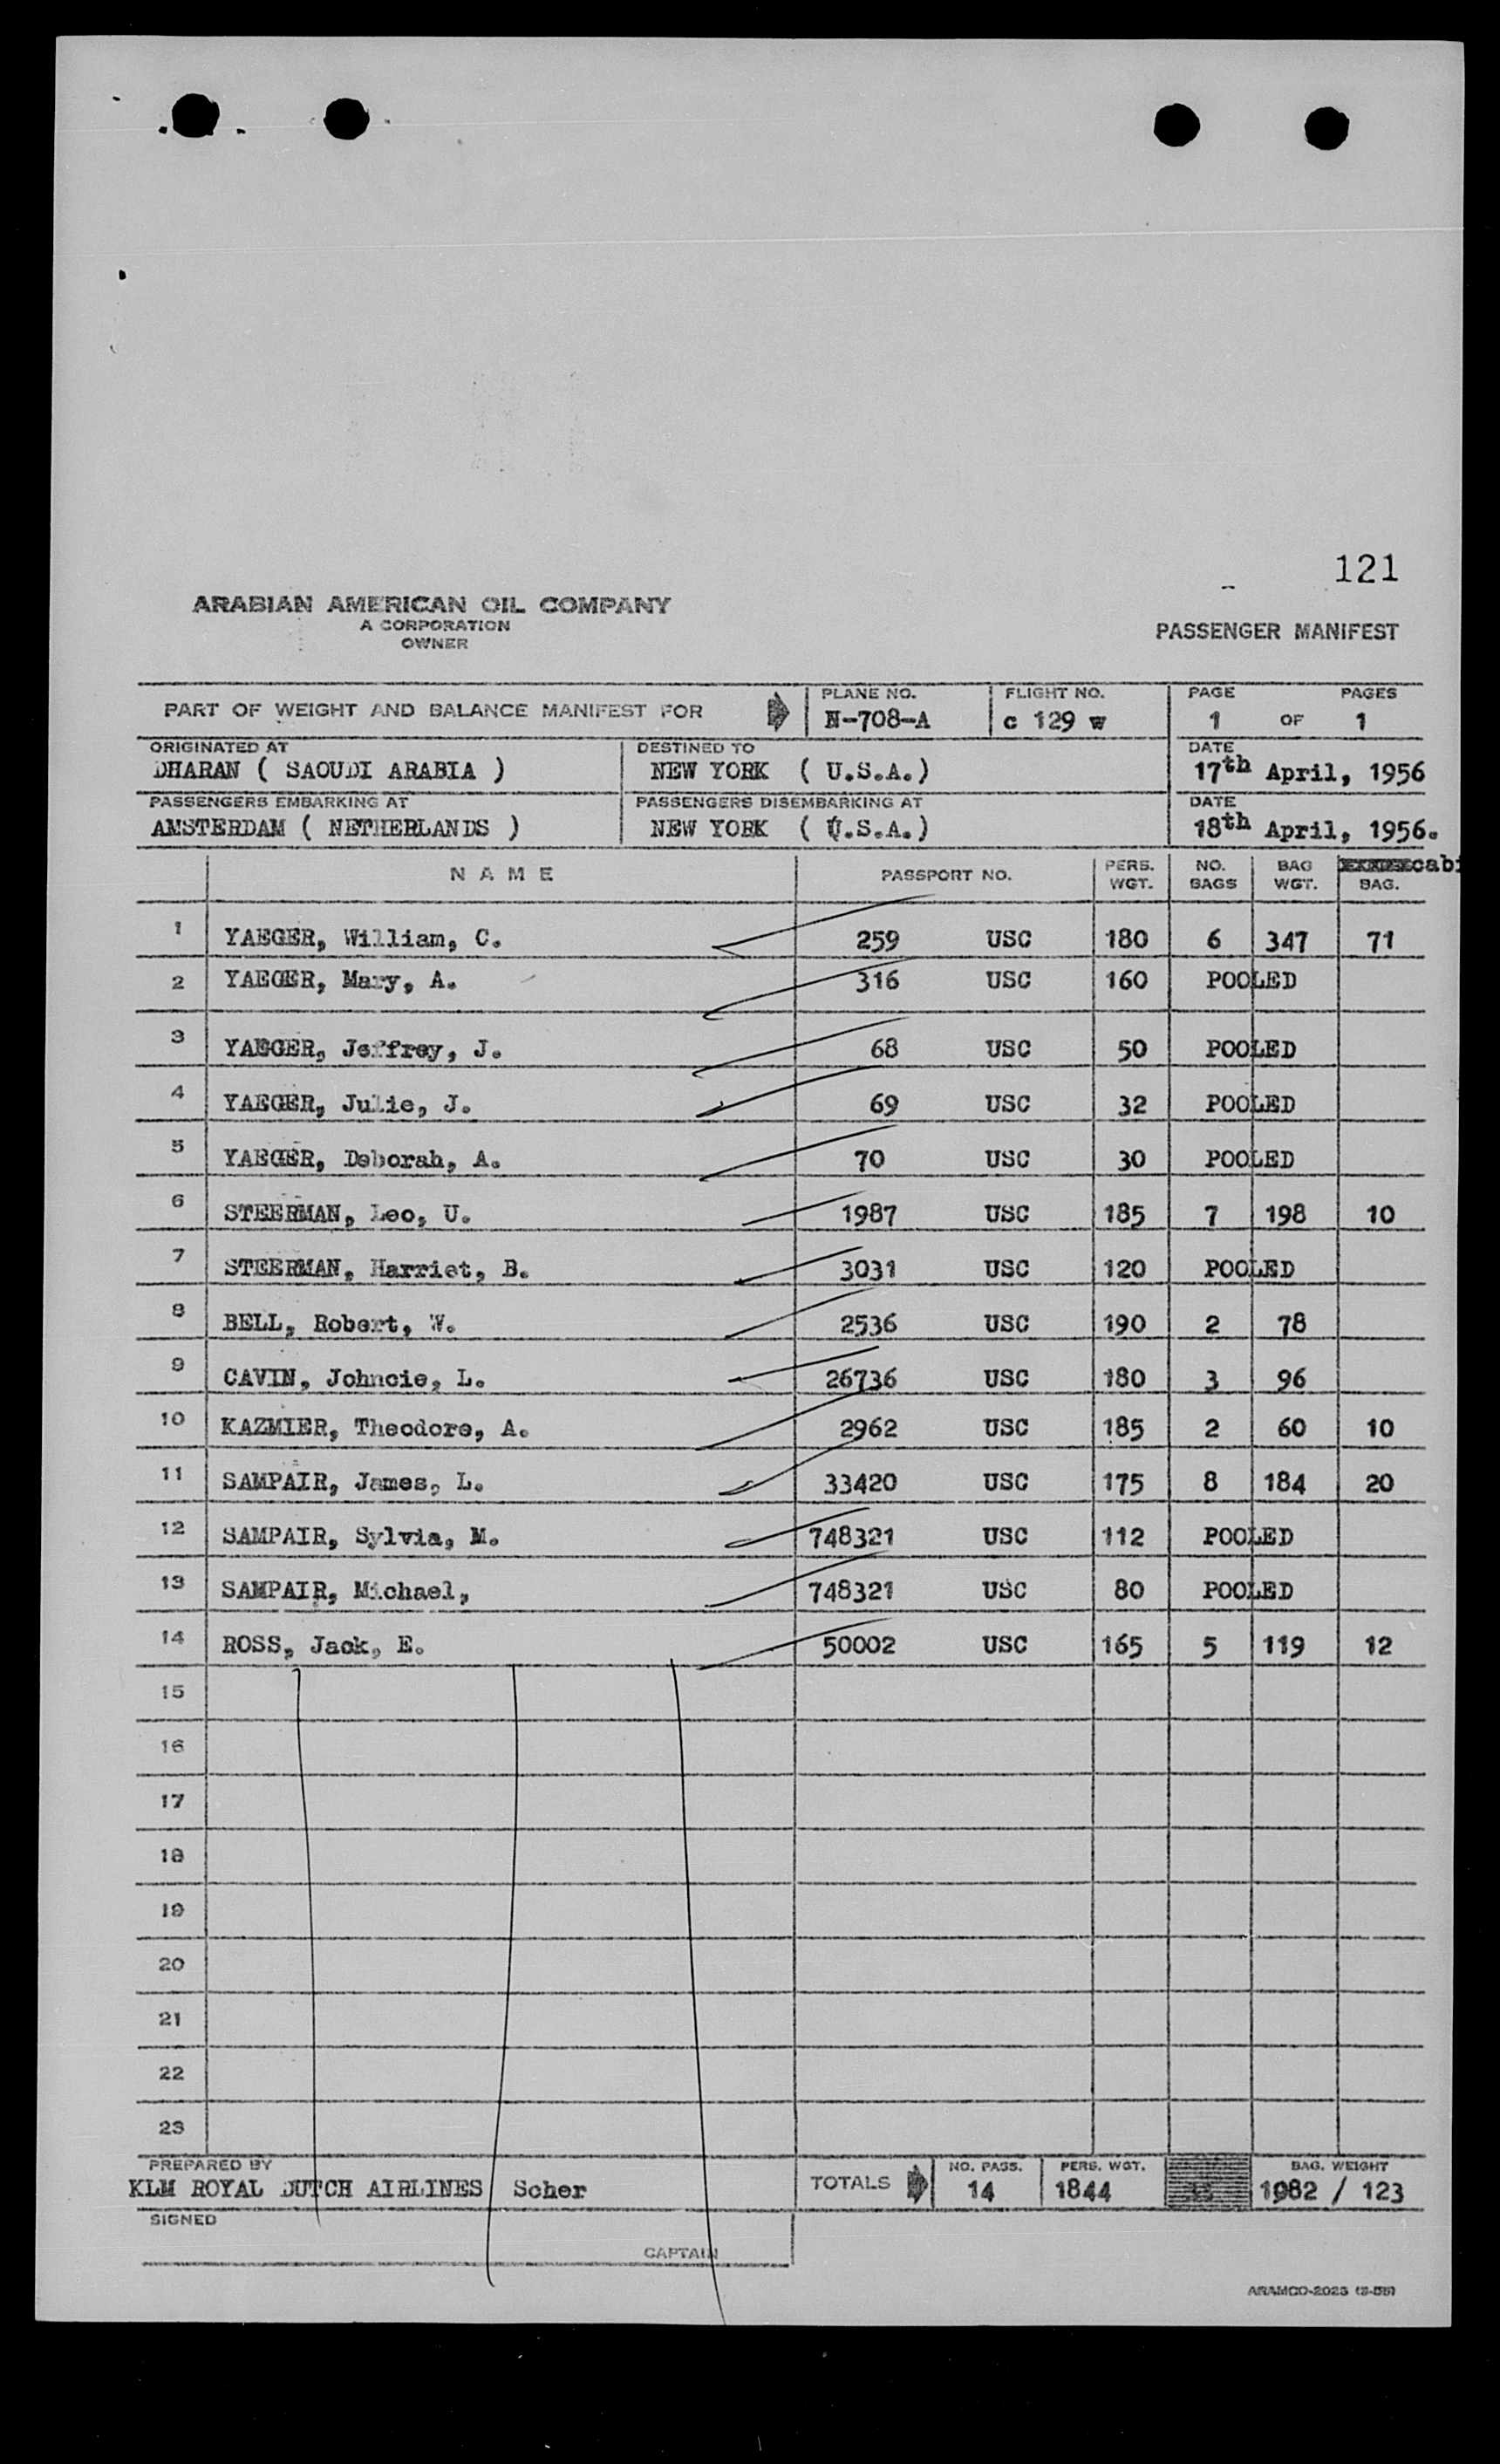 121
ARABIAN AMERICAN OIL COMPANY
A CORPORATION
OWNER
PASSENGER MANIFEST
PART OF WEIGHT AND BALANCE MANIFEST FOR
PLANE NO.
N-708-A
FLIGHT NO.
c 129 w
PAGE PAGES
1 OF 1
ORIGINATED AT
DHARAN ( SAOUDI ARABIA )
DESTINED TO
NEW YORK ( U.S.A.)
DATE
17th April, 1956
PASSENGERS EMBARKING AT
AMSTERDAM ( NETHERLANDS )
PASSENGERS DISEMBARKING AT
NEW YORK ( U.S.A.)
DATE
18th April, 1956.
NAME PASSPORT NO. PERS. WGT. NO. BAGS BAG WGT. cabi BAG.
1 YAEGER, William, C. 259 USC 180 6 347 71
2 YAEGER, Mary, A. 316 USC 160 POOLED
3 YAEGER, Jeffrey, J. 68 USC 50 POOLED
4 YAEGER, Julie, J. 69 USC 32 POOLED
5 YAEGER, Deborah, A. 70 USC 30 POOLED
6 STEERMAN, Leo, U. 1987 USC 185 7 198 10
7 STEERMAN, Harriet, B. 3031 USC 120 POOLED
8 BELL, Robert, W. 2536 USC 190 2 78
9 CAVIN, Johncie, L. 26736 USC 180 3 96
10 KAZMIER, Theodore, A. 2962 USC 185 2 60 10
11 SAMPAIR, James, L. 33420 USC 175 8 184 20
12 SAMPAIR, Sylvia, M. 748321 USC 112 POOLED
13 SAMPAIR, Michael, 748321 USC 80 POOLED
14 ROSS, Jack, E. 50002 USC 165 5 119 12
15
16
17
18
19
20
21
22
23
PREPARED BY
KLM ROYAL DUTCH AIRLINES / Scher
TOTALS
NO. PASS.
14
PERS. WGT.
1844
BAG. WEIGHT
1082 / 123
SIGNED
CAPTAIN
ARAMCO-2023 (3-55)